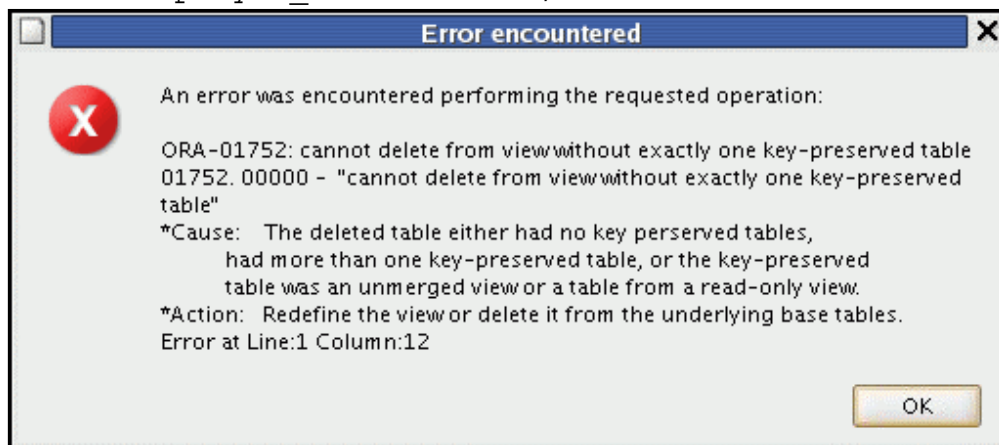 Error encountered
An error was encountered performing the requested operation:
ORA-01752: cannot delete from view without exactly one key-preserved table
01752. 00000 - "cannot delete from view without exactly one key-preserved
table"
*Cause: The deleted table either had no key perserved tables,
had more than one key-preserved table, or the key-preserved
table was an unmerged view or a table from a read-only view.
*Action: Redefine the view or delete it from the underlying base tables.
Error at Line:1 Column:12
OK